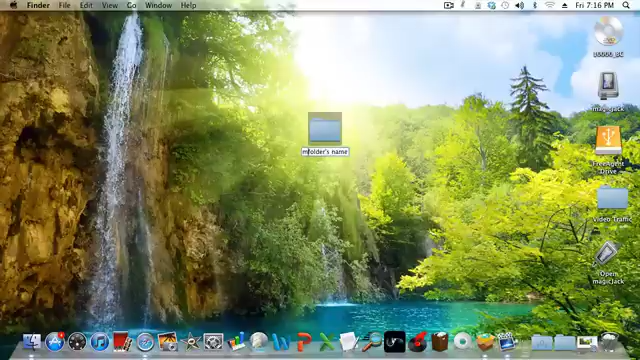 Finder File Edit View Go Window Help
Fri 7:16 PM
10000_BC
magicJack
FreeAgent
Drive
Video Traffic
Open
magicJack
mfolder's name